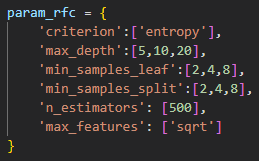 param_rfc = {
    'criterion':['entropy'],
    'max_depth':[5,10,20],
    'min_samples_leaf':[2,4,8],
    'min_samples_split':[2,4,8],
    'n_estimators': [500],
    'max_features': ['sqrt']
}